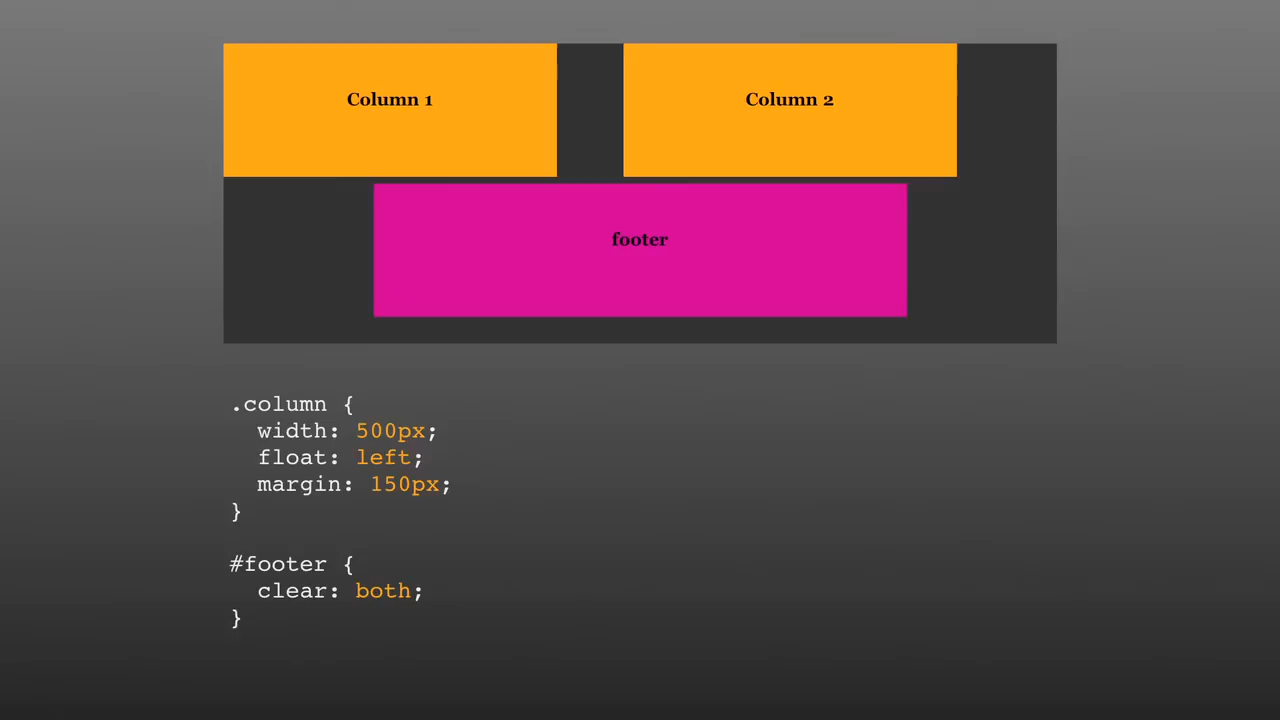 Column 1
Column 2
footer
.column {
  width: 500px;
  float: left;
  margin: 150px;
}
#footer {
  clear: both;
}